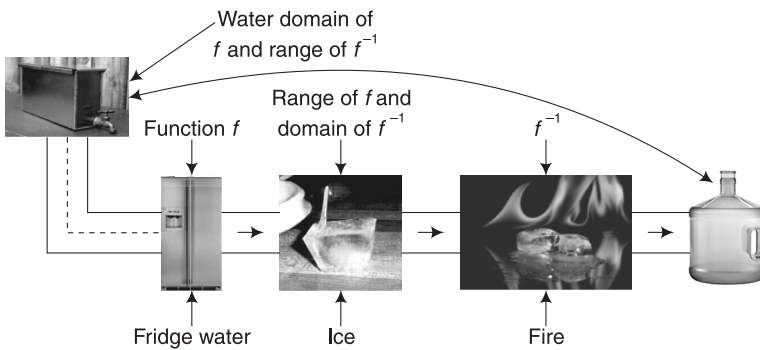 Water domain of
f and range of f⁻¹
Function f
Range of f and
domain of f⁻¹
f⁻¹
Fridge water
Ice
Fire